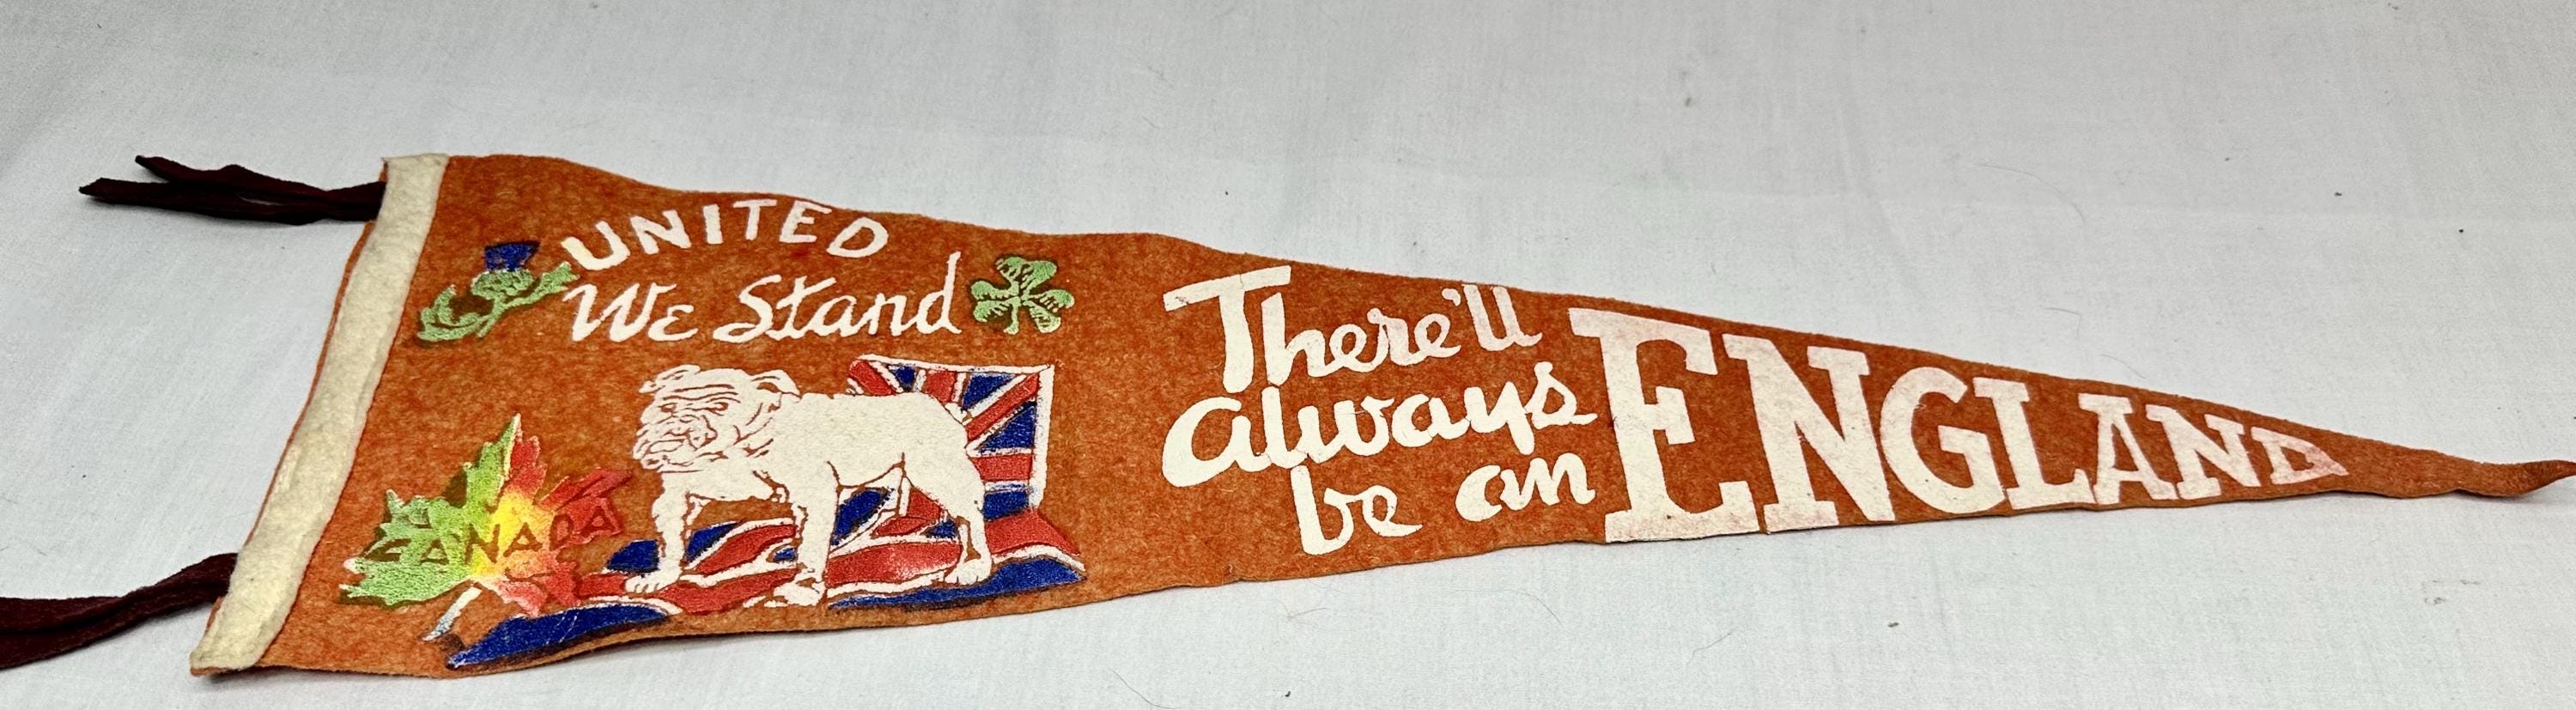 UNITED
We Stand
CANADA
There'll
always
be an
ENGLAND